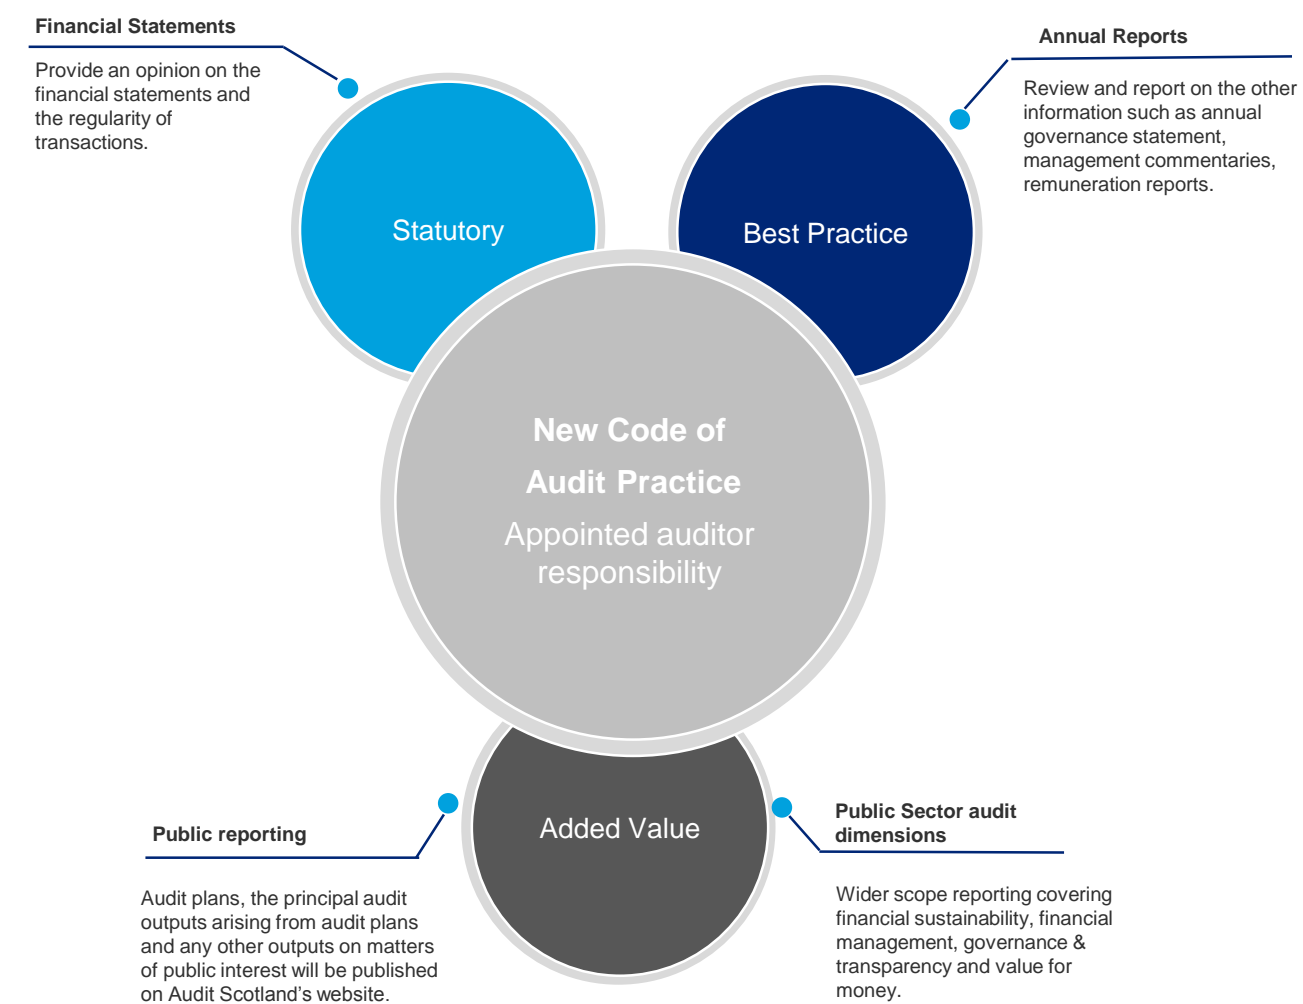 Financial Statements
Provide an opinion on the
financial statements and
the regularity of
transactions.
Annual Reports
Review and report on the other
information such as annual
governance statement,
management commentaries,
remuneration reports.
Statutory
Best Practice
New Code of
Audit Practice
Appointed auditor
responsibility
Added Value
Public reporting
Audit plans, the principal audit
outputs arising from audit plans
and any other outputs on matters
of public interest will be published
on Audit Scotland's website.
Public Sector audit
dimensions
Wider scope reporting covering
financial sustainability, financial
management, governance &
transparency and value for
money.